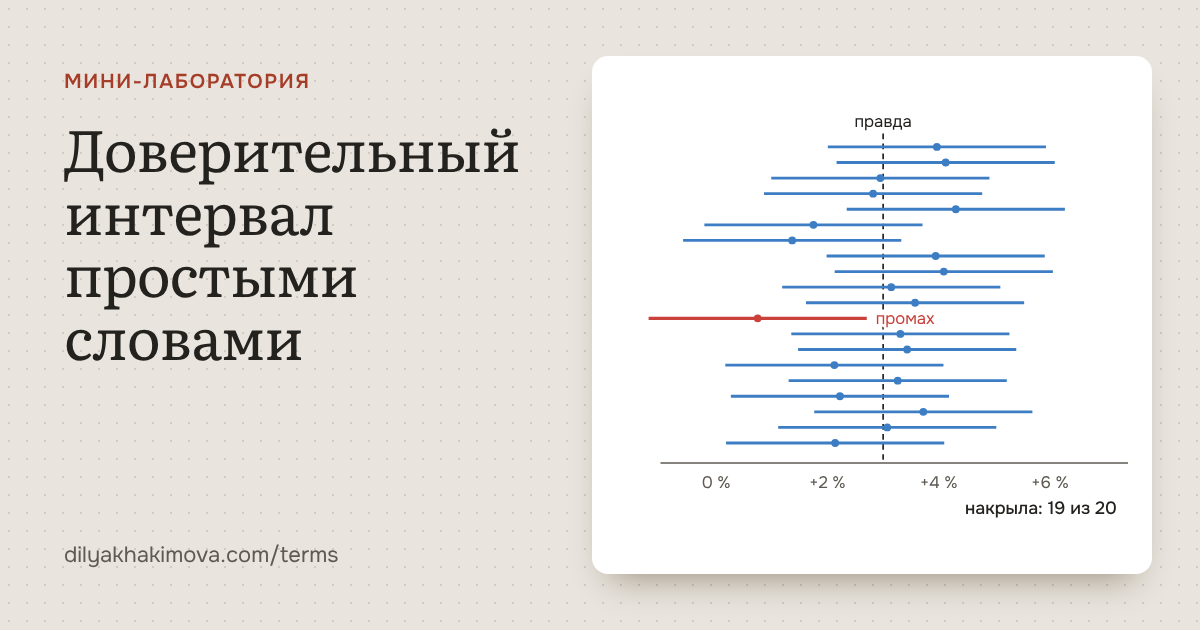 МИНИ-ЛАБОРАТОРИЯ
Доверительный
интервал
простыми
словами
dilyakhakimova.com/terms
правда
промах
0 %
+2 %
+4 %
+6 %
накрыла: 19 из 20